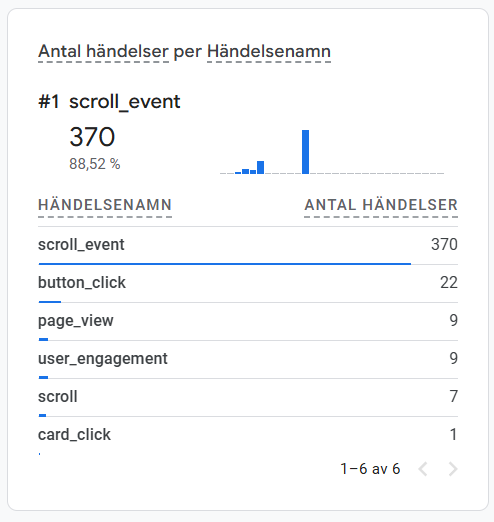 Antal händelser per Händelsenamn
#1 scroll_event
370
88,52 %
HÄNDELSENAMN ANTAL HÄNDELSER
scroll_event 370
button_click 22
page_view 9
user_engagement 9
scroll 7
card_click 1
1–6 av 6